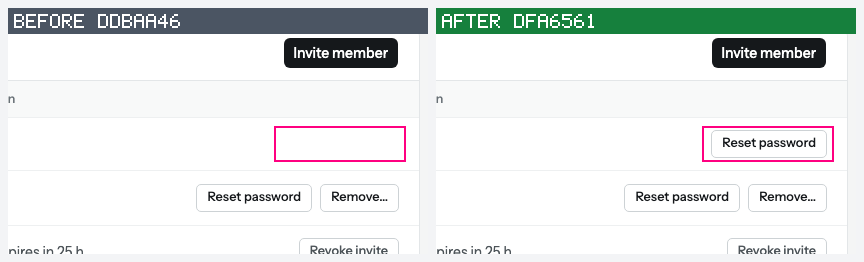 BEFORE DDBAA46
AFTER DFA6561
Invite member
Invite member
n
n
Reset password
Reset password
Remove...
Reset password
Remove...
pires in 25 h
Revoke invite
pires in 25 h
Revoke invite